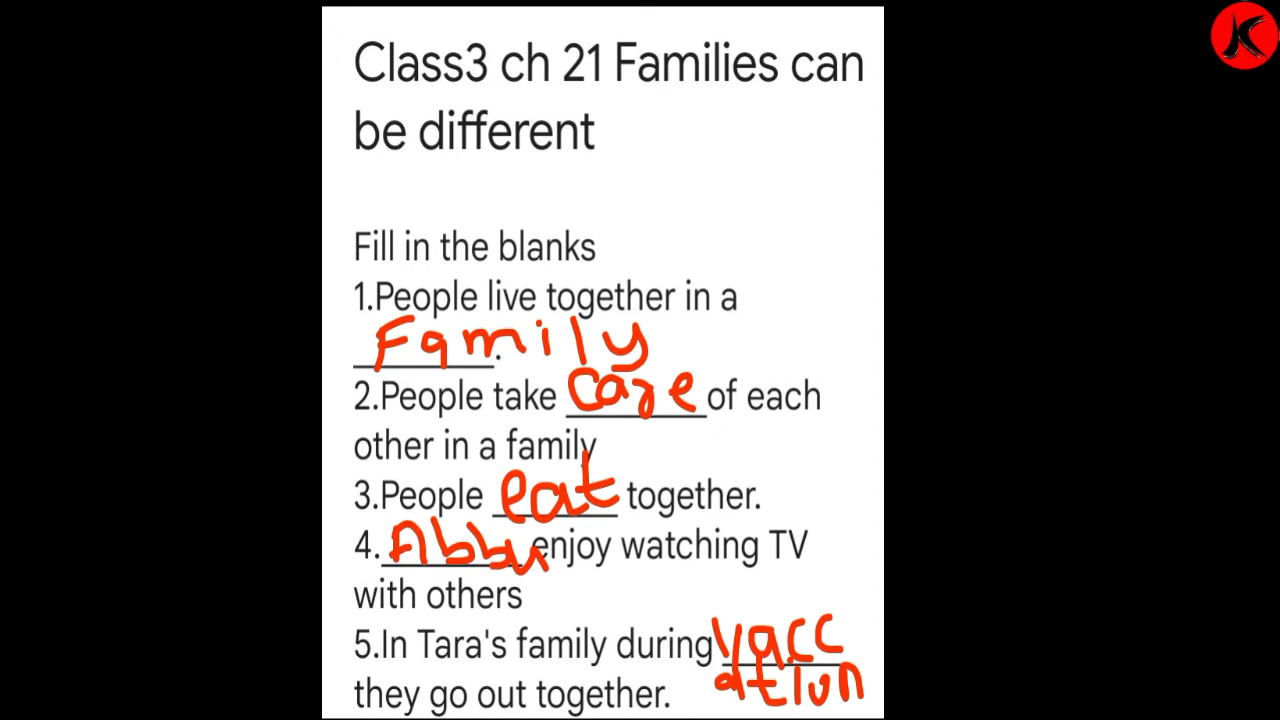 Class3 ch 21 Families can
be different
Fill in the blanks
1.People live together in a
Family.
2.People take care of each
other in a family
3.People eat together.
4.Abbu enjoy watching TV
with others
5.In Tara's family during vacc
ation
they go out together.
K